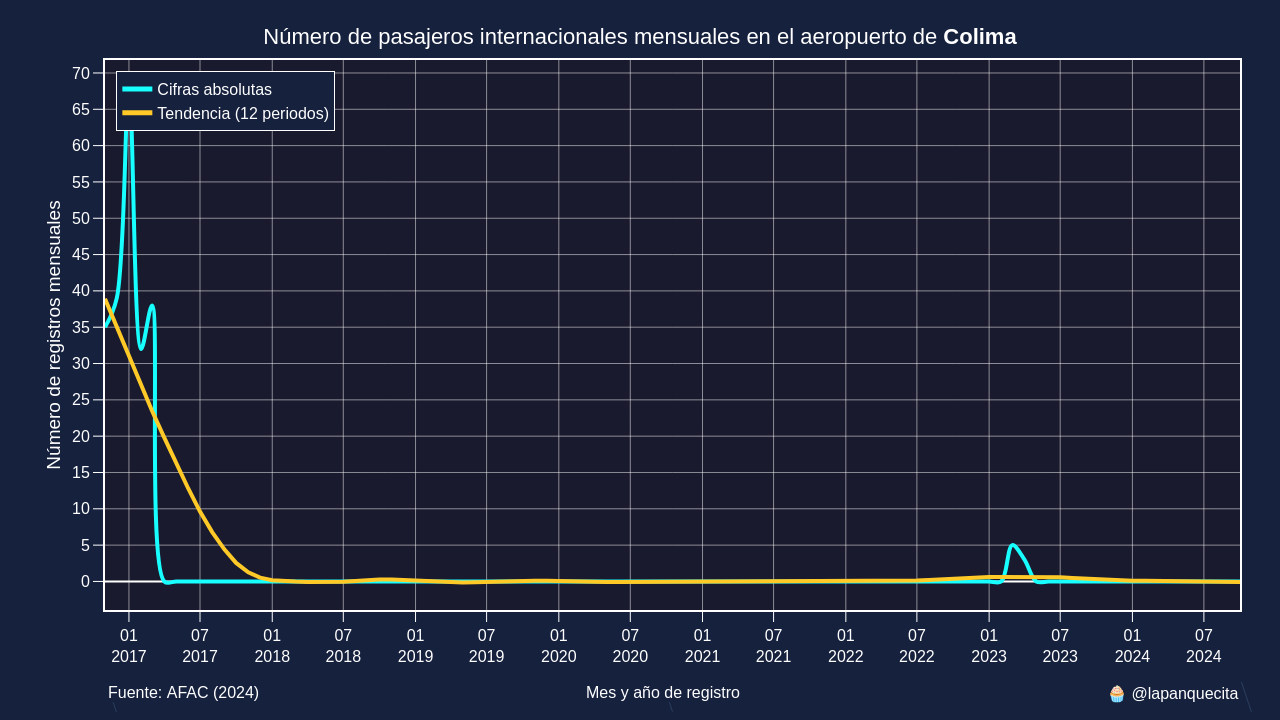 Número de pasajeros internacionales mensuales en el aeropuerto de Colima
Cifras absolutas
Tendencia (12 periodos)
Número de registros mensuales
70
65
60
55
50
45
40
35
30
25
20
15
10
5
0
01 07 01 07 01 07 01 07 01 07 01 07 01 07 01 07
2017 2017 2018 2018 2019 2019 2020 2020 2021 2021 2022 2022 2023 2023 2024 2024
Fuente: AFAC (2024) Mes y año de registro 🧁 @lapanquecita